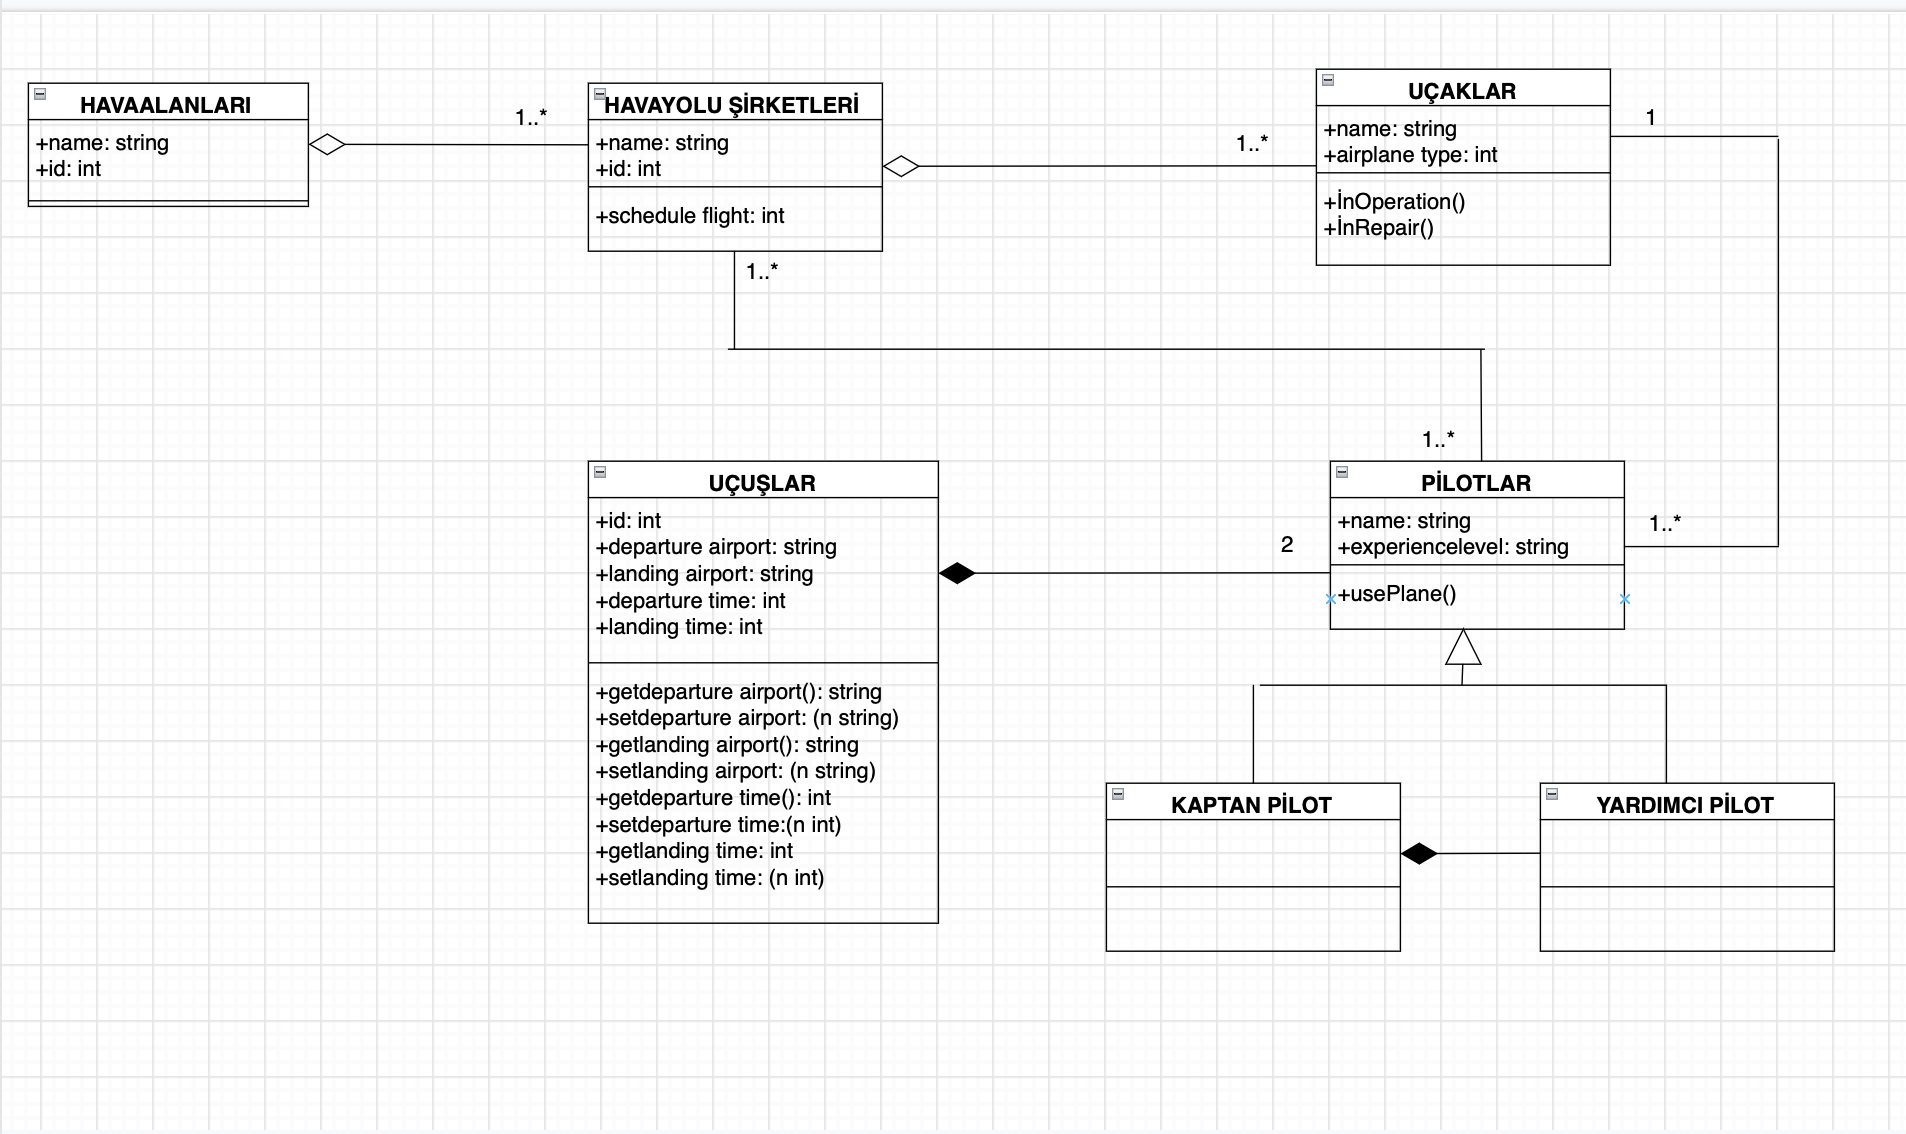 HAVAALANLARI
+name: string
+id: int
1..*
HAVAYOLU ŞİRKETLERİ
+name: string
+id: int
+schedule flight: int
1..*
1..*
UÇAKLAR
+name: string
+airplane type: int
+İnOperation()
+İnRepair()
1
1..*
UÇUŞLAR
+id: int
+departure airport: string
+landing airport: string
+departure time: int
+landing time: int
+getdeparture airport(): string
+setdeparture airport: (n string)
+getlanding airport(): string
+setlanding airport: (n string)
+getdeparture time(): int
+setdeparture time:(n int)
+getlanding time: int
+setlanding time: (n int)
2
PİLOTLAR
+name: string
+experiencelevel: string
+usePlane()
1..*
KAPTAN PİLOT
YARDIMCI PİLOT